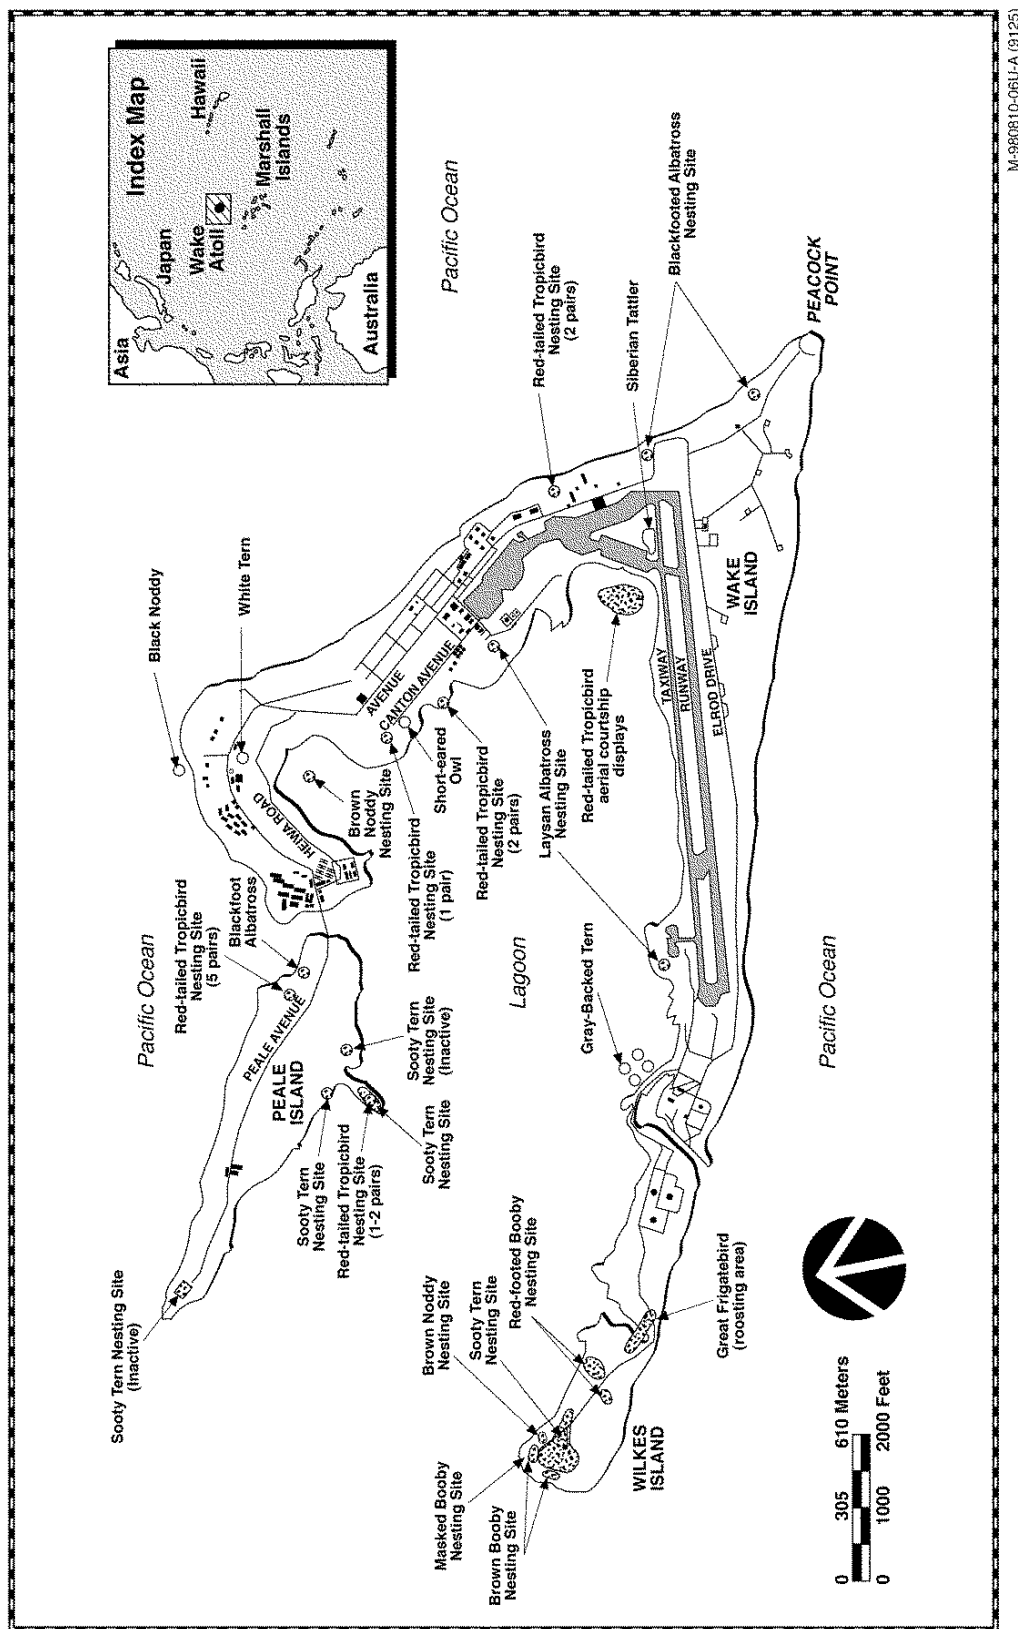 M-980810-06U-A (9125)
Index Map
Asia
Japan
Hawaii
Wake
Atoll
Marshall
Islands
Australia
Sooty Tern Nesting Site
(Inactive)
Pacific Ocean
Red-tailed Tropicbird
Nesting Site
(5 pairs)
Blackfoot
Albatross
Black Noddy
White Tern
PEALE AVENUE
PEALE
ISLAND
HEIWA ROAD
Sooty Tern
Nesting Site
Red-tailed Tropicbird
Nesting Site
(1-2 pairs)
Sooty Tern
Nesting Site
Sooty Tern
Nesting Site
(Inactive)
Brown
Noddy
Nesting Site
Red-tailed Tropicbird
Nesting Site
(1 pair)
Short-eared
Owl
Red-tailed Tropicbird
Nesting Site
(2 pairs)
AVENUE
CANTON AVENUE
Pacific Ocean
Lagoon
Laysan Albatross
Nesting Site
Red-tailed Tropicbird
aerial courtship
displays
Red-tailed Tropicbird
Nesting Site
(2 pairs)
Siberian Tattler
Blackfooted Albatross
Nesting Site
Gray-Backed Tern
Masked Booby
Nesting Site
Brown Noddy
Nesting Site
Sooty Tern
Nesting Site
Red-footed Booby
Nesting Site
Brown Booby
Nesting Site
TAXIWAY
RUNWAY
ELROD DRIVE
WAKE
ISLAND
PEACOCK
POINT
WILKES
ISLAND
Great Frigatebird
(roosting area)
Pacific Ocean
0 305 610 Meters
0 1000 2000 Feet